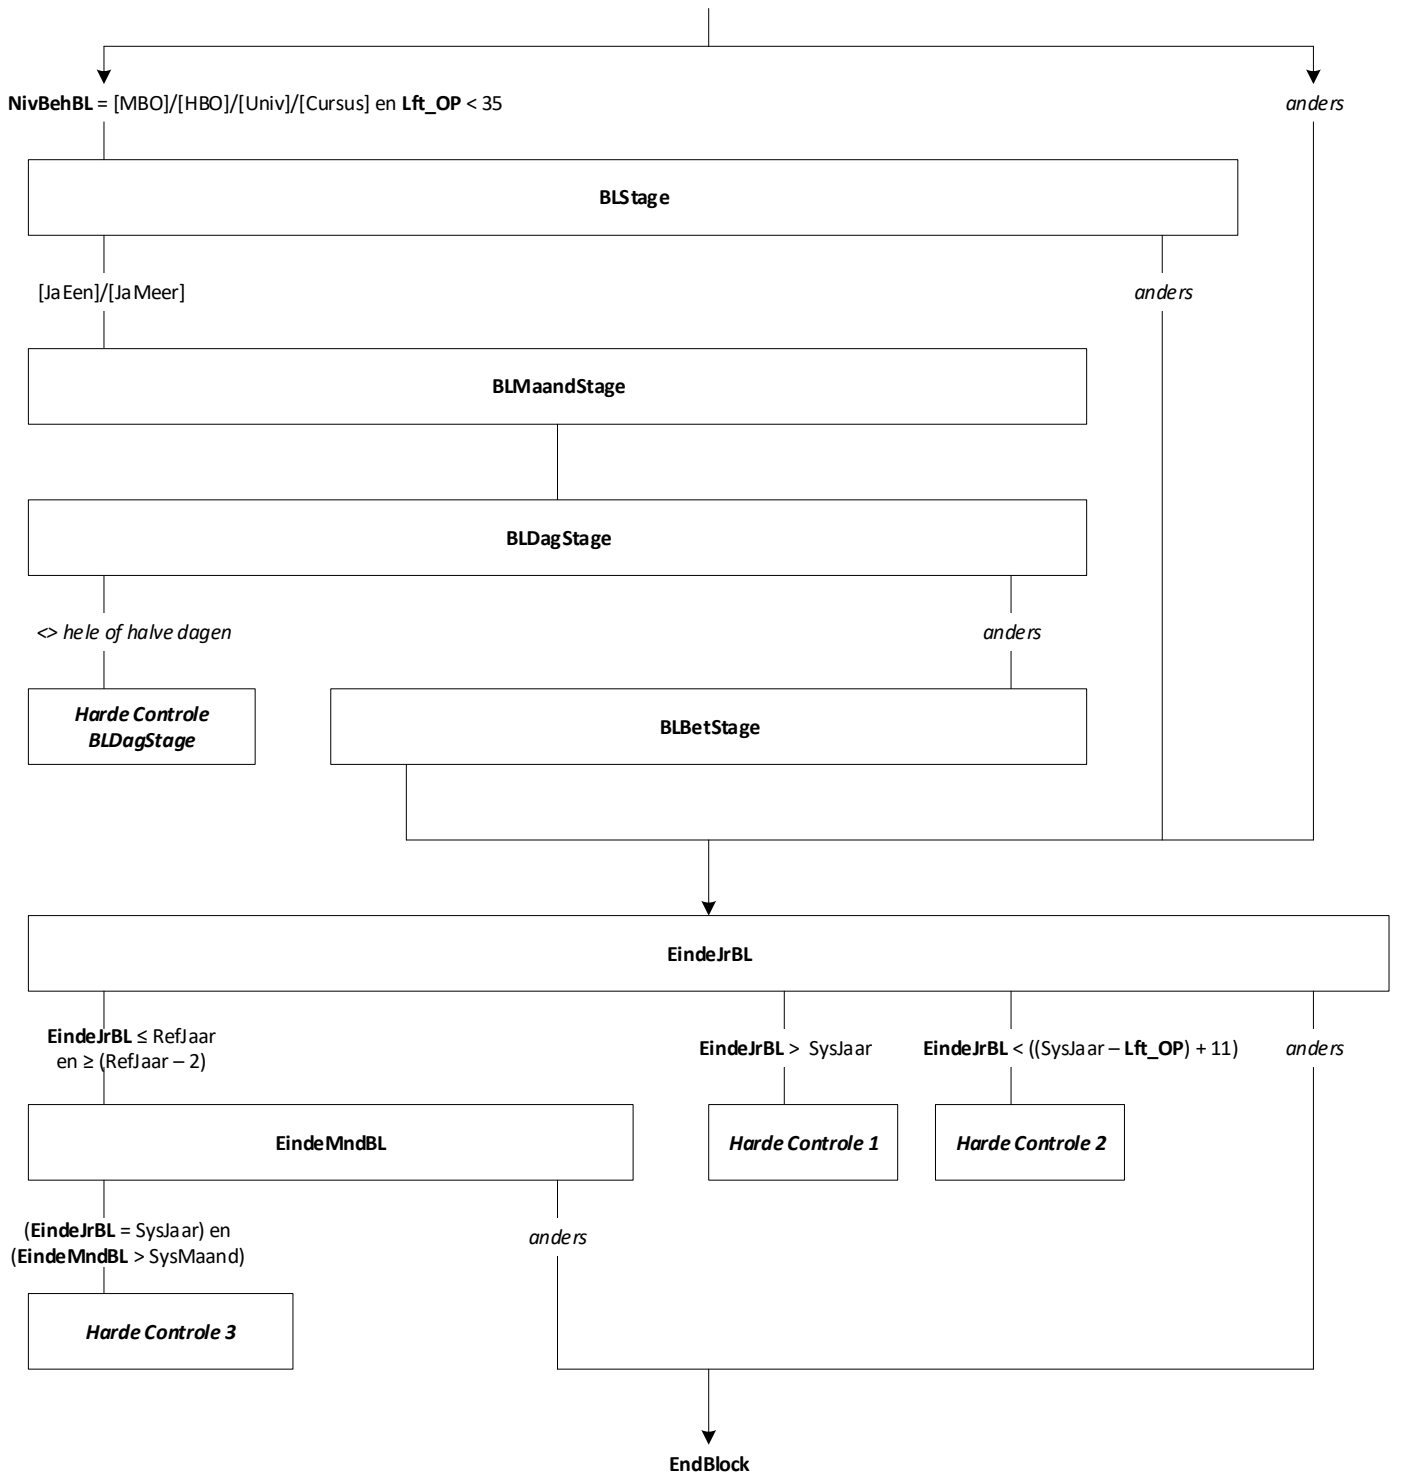 NivBehBL = [MBO]/[HBO]/[Univ]/[Cursus] en Lft_OP < 35
anders
BLStage
[JaEen]/[JaMeer]
anders
BLMaandStage
BLDagStage
<> hele of halve dagen
anders
Harde Controle
BLDagStage
BLBetStage
EindeJrBL
EindeJrBL ≤ RefJaar
en ≥ (RefJaar – 2)
EindeJrBL > SysJaar
EindeJrBL < ((SysJaar – Lft_OP) + 11)
anders
EindeMndBL
Harde Controle 1
Harde Controle 2
(EindeJrBL = SysJaar) en
(EindeMndBL > SysMaand)
anders
Harde Controle 3
EndBlock